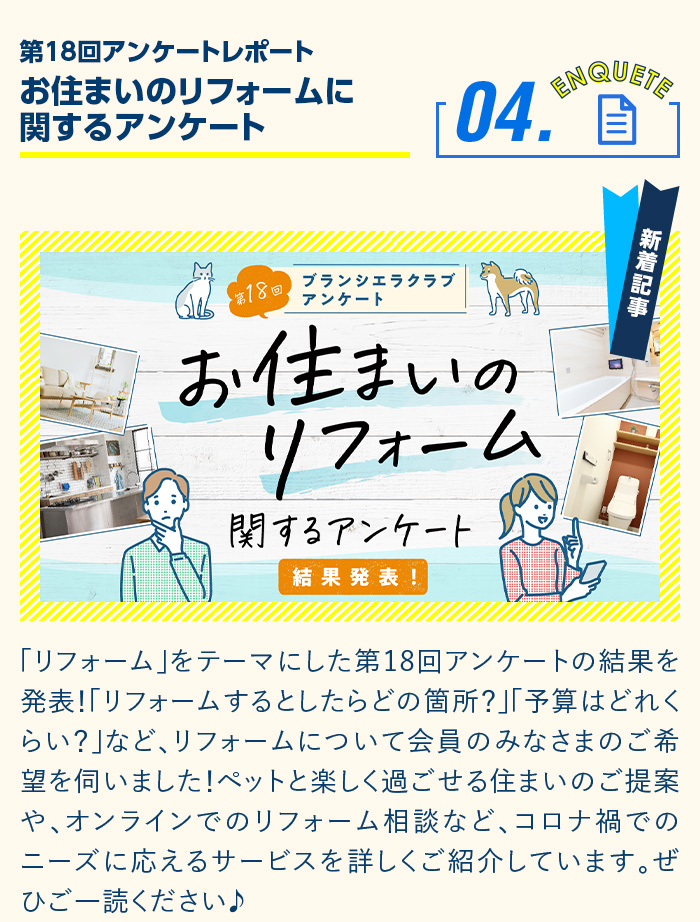 第18回アンケートレポート
お住まいのリフォームに
関するアンケート
ENQUETE
04.
新着記事
第18回
ブランシエラクラブ
アンケート
お住まいの
リフォーム
関するアンケート
結果発表！
「リフォーム」をテーマにした第18回アンケートの結果を
発表！「リフォームするとしたらどの箇所？」「予算はどれく
らい？」など、リフォームについて会員のみなさまのご希
望を伺いました！ペットと楽しく過ごせる住まいのご提案
や、オンラインでのリフォーム相談など、コロナ禍での
ニーズに応えるサービスを詳しくご紹介しています。ぜ
ひご一読ください♪